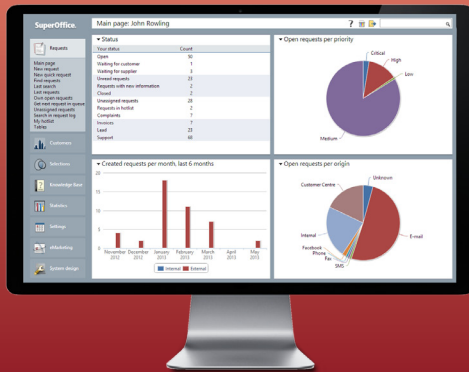 SuperOffice.
Main page: John Rowling
?
Requests
Main page
New request
New quick request
Find requests
Last search
Last requests
Own open requests
Get next request in queue
Unassigned requests
Search in request log
My hotlist
Tables
Customers
Selections
Knowledge Base
Statistics
Settings
eMarketing
System design
Status
Your status Count
Open 50
Waiting for customer 1
Waiting for supplier 3
Unread requests 23
Requests with new information 2
Closed 2
Unassigned requests 23
Requests in hotlist 2
Complaints 7
Invoices 7
Lead 23
Support 60
Open requests per priority
Critical
High
Low
Medium
Created requests per month, last 6 months
20
15
10
5
0
November 2012
December 2012
January 2013
February 2013
March 2013
April 2013
May 2013
Internal External
Open requests per origin
Unknown
Customer Centre
Internal
E-mail
Facebook
Phone
Fax
SMS